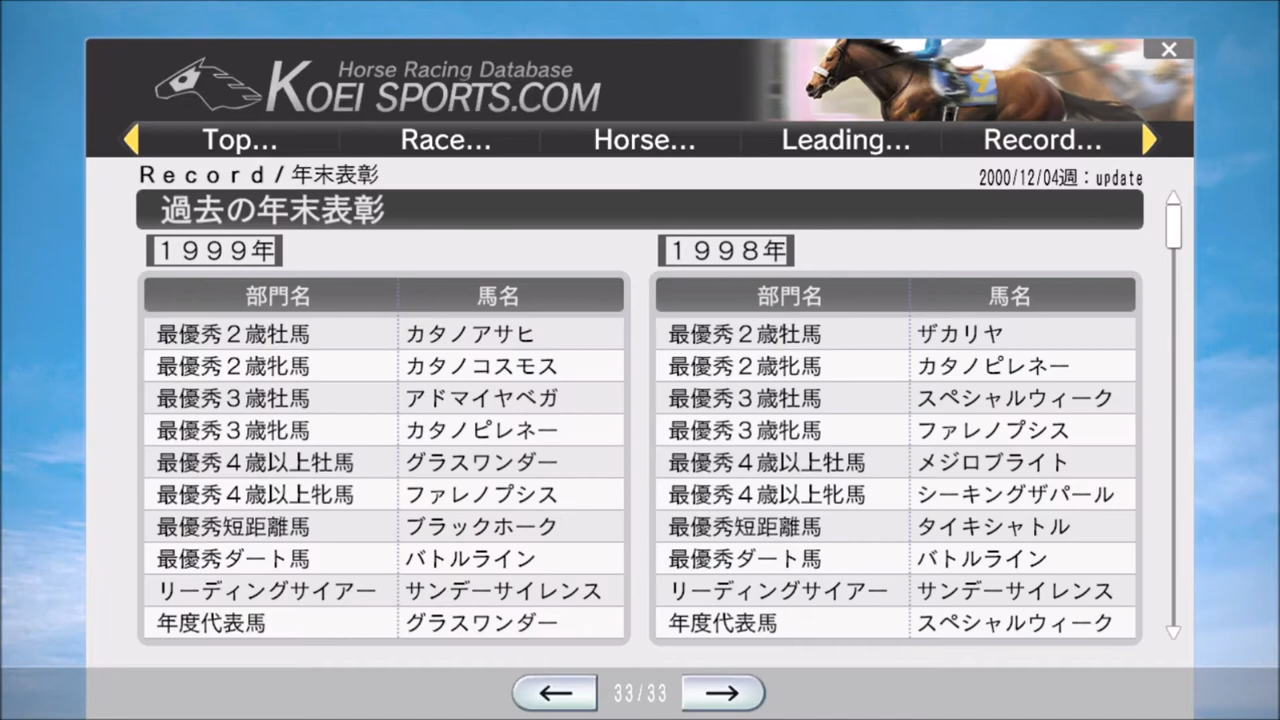 Horse Racing Database
KOEI SPORTS.COM
Top... Race... Horse... Leading... Record...
Ｒｅｃｏｒｄ/年末表彰 2000/12/04週：update
過去の年末表彰
１９９９年 １９９８年
部門名 馬名 部門名 馬名
最優秀２歳牡馬 カタノアサヒ 最優秀２歳牡馬 ザカリヤ
最優秀２歳牝馬 カタノコスモス 最優秀２歳牝馬 カタノピレネー
最優秀３歳牡馬 アドマイヤベガ 最優秀３歳牡馬 スペシャルウィーク
最優秀３歳牝馬 カタノピレネー 最優秀３歳牝馬 ファレノプシス
最優秀４歳以上牡馬 グラスワンダー 最優秀４歳以上牡馬 メジロブライト
最優秀４歳以上牝馬 ファレノプシス 最優秀４歳以上牝馬 シーキングザパール
最優秀短距離馬 ブラックホーク 最優秀短距離馬 タイキシャトル
最優秀ダート馬 バトルライン 最優秀ダート馬 バトルライン
リーディングサイアー サンデーサイレンス リーディングサイアー サンデーサイレンス
年度代表馬 グラスワンダー 年度代表馬 スペシャルウィーク
← 33/33 →